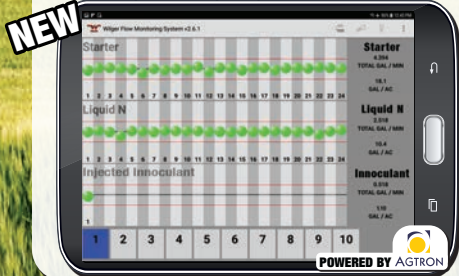 NEW
Wilger Flow Monitoring System v2.6.1
Starter
1 2 3 4 5 6 7 8 9 10 11 12 13 14 15 16 17 18 19 20 21 22 23 24
Starter
4.204
TOTAL GAL / MIN
18.1
GAL / AC
Liquid N
1 2 3 4 5 6 7 8 9 10 11 12 13 14 15 16 17 18 19 20 21 22 23 24
Liquid N
2.518
TOTAL GAL / MIN
10.4
GAL / AC
Injected Innoculant
1
Innoculant
0.018
TOTAL GAL / MIN
GAL / AC
1 2 3 4 5 6 7 8 9 10
POWERED BY AGTRON